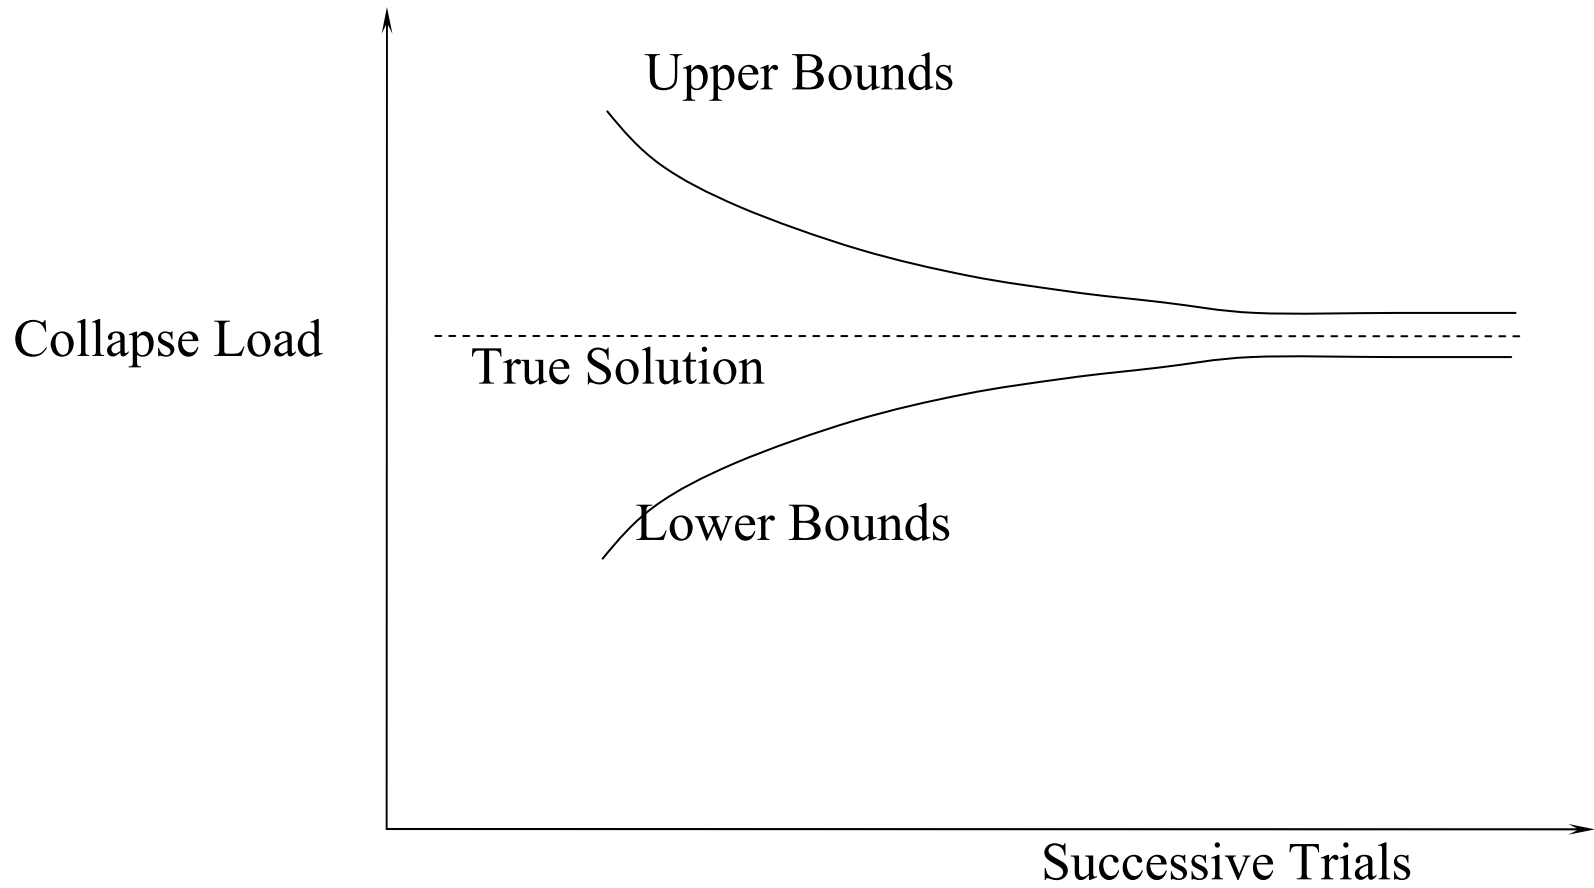 Upper Bounds
Collapse Load
True Solution
Lower Bounds
Successive Trials